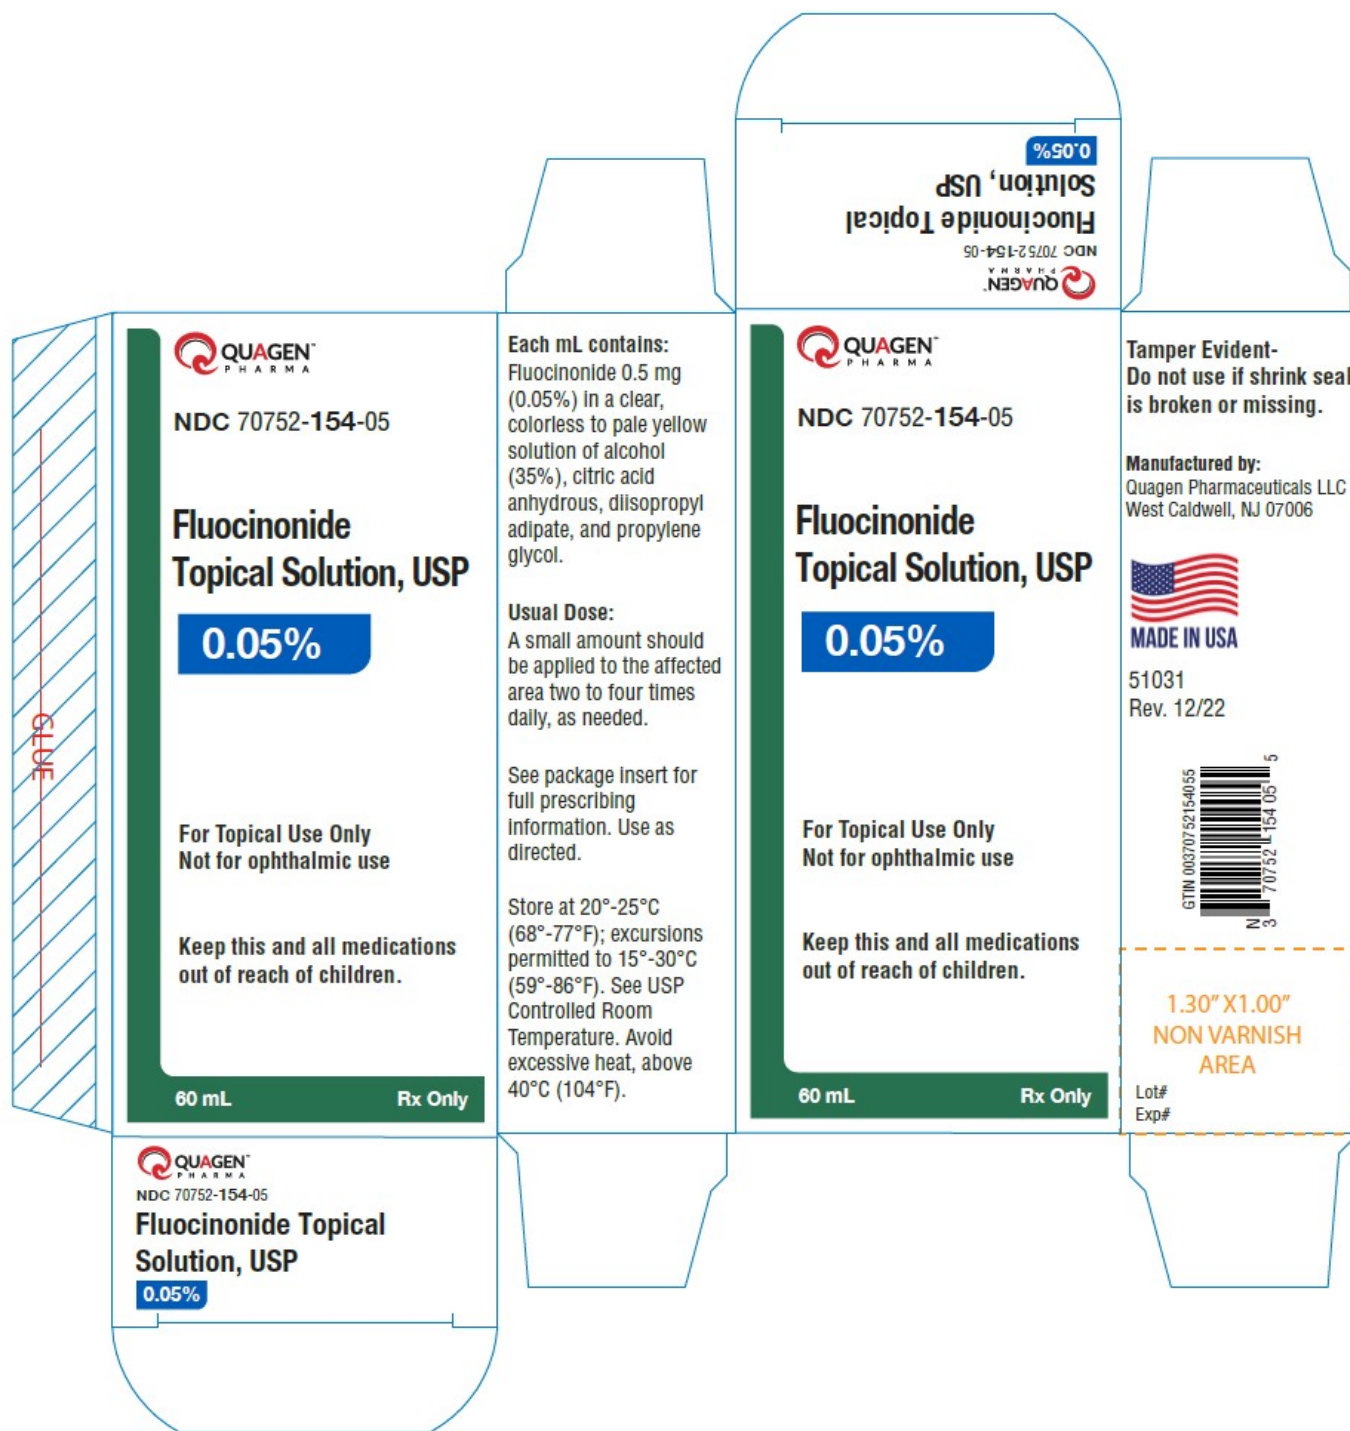 0.05%
Fluocinonide Topical
Solution, USP
NDC 70752-154-05
QUAGEN™
PHARMA
GLUE
QUAGEN™
PHARMA
NDC 70752-154-05
Fluocinonide
Topical Solution, USP
0.05%
For Topical Use Only
Not for ophthalmic use
Keep this and all medications
out of reach of children.
60 mL Rx Only
Each mL contains:
Fluocinonide 0.5 mg
(0.05%) in a clear,
colorless to pale yellow
solution of alcohol
(35%), citric acid
anhydrous, diisopropyl
adipate, and propylene
glycol.
Usual Dose:
A small amount should
be applied to the affected
area two to four times
daily, as needed.
See package insert for
full prescribing
information. Use as
directed.
Store at 20°-25°C
(68°-77°F); excursions
permitted to 15°-30°C
(59°-86°F). See USP
Controlled Room
Temperature. Avoid
excessive heat, above
40°C (104°F).
QUAGEN™
PHARMA
NDC 70752-154-05
Fluocinonide
Topical Solution, USP
0.05%
For Topical Use Only
Not for ophthalmic use
Keep this and all medications
out of reach of children.
60 mL Rx Only
Tamper Evident-
Do not use if shrink seal
is broken or missing.
Manufactured by:
Quagen Pharmaceuticals LLC
West Caldwell, NJ 07006
MADE IN USA
51031
Rev. 12/22
GTIN 00370752154055
N
3 70752 154 05 5
1.30” X1.00”
NON VARNISH
AREA
Lot#
Exp#
QUAGEN™
PHARMA
NDC 70752-154-05
Fluocinonide Topical
Solution, USP
0.05%